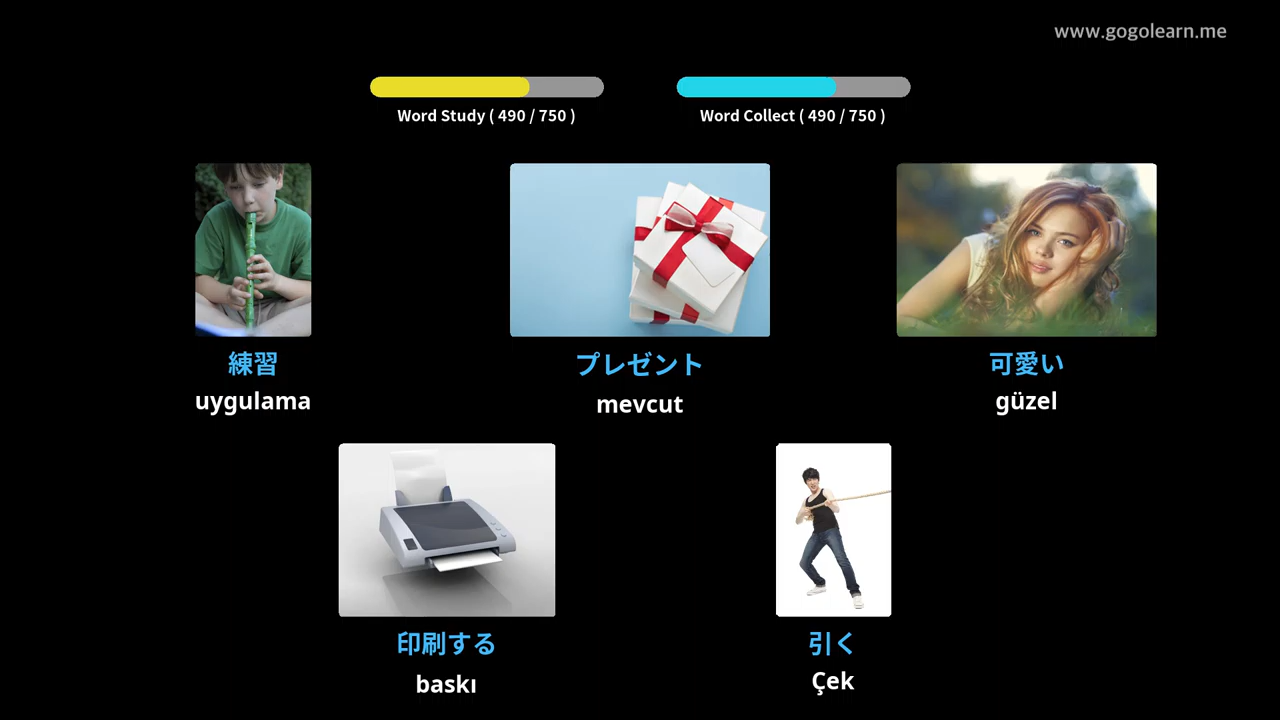 www.gogolearn.me
Word Study ( 490 / 750 )
Word Collect ( 490 / 750 )
練習
uygulama
プレゼント
mevcut
可愛い
güzel
印刷する
baskı
引く
Çek